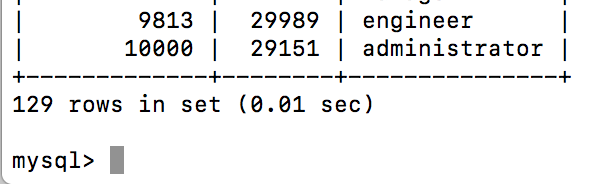 | 9813 | 29989 | engineer |
| 10000 | 29151 | administrator |
+-------------+--------+---------------+
129 rows in set (0.01 sec)
mysql>